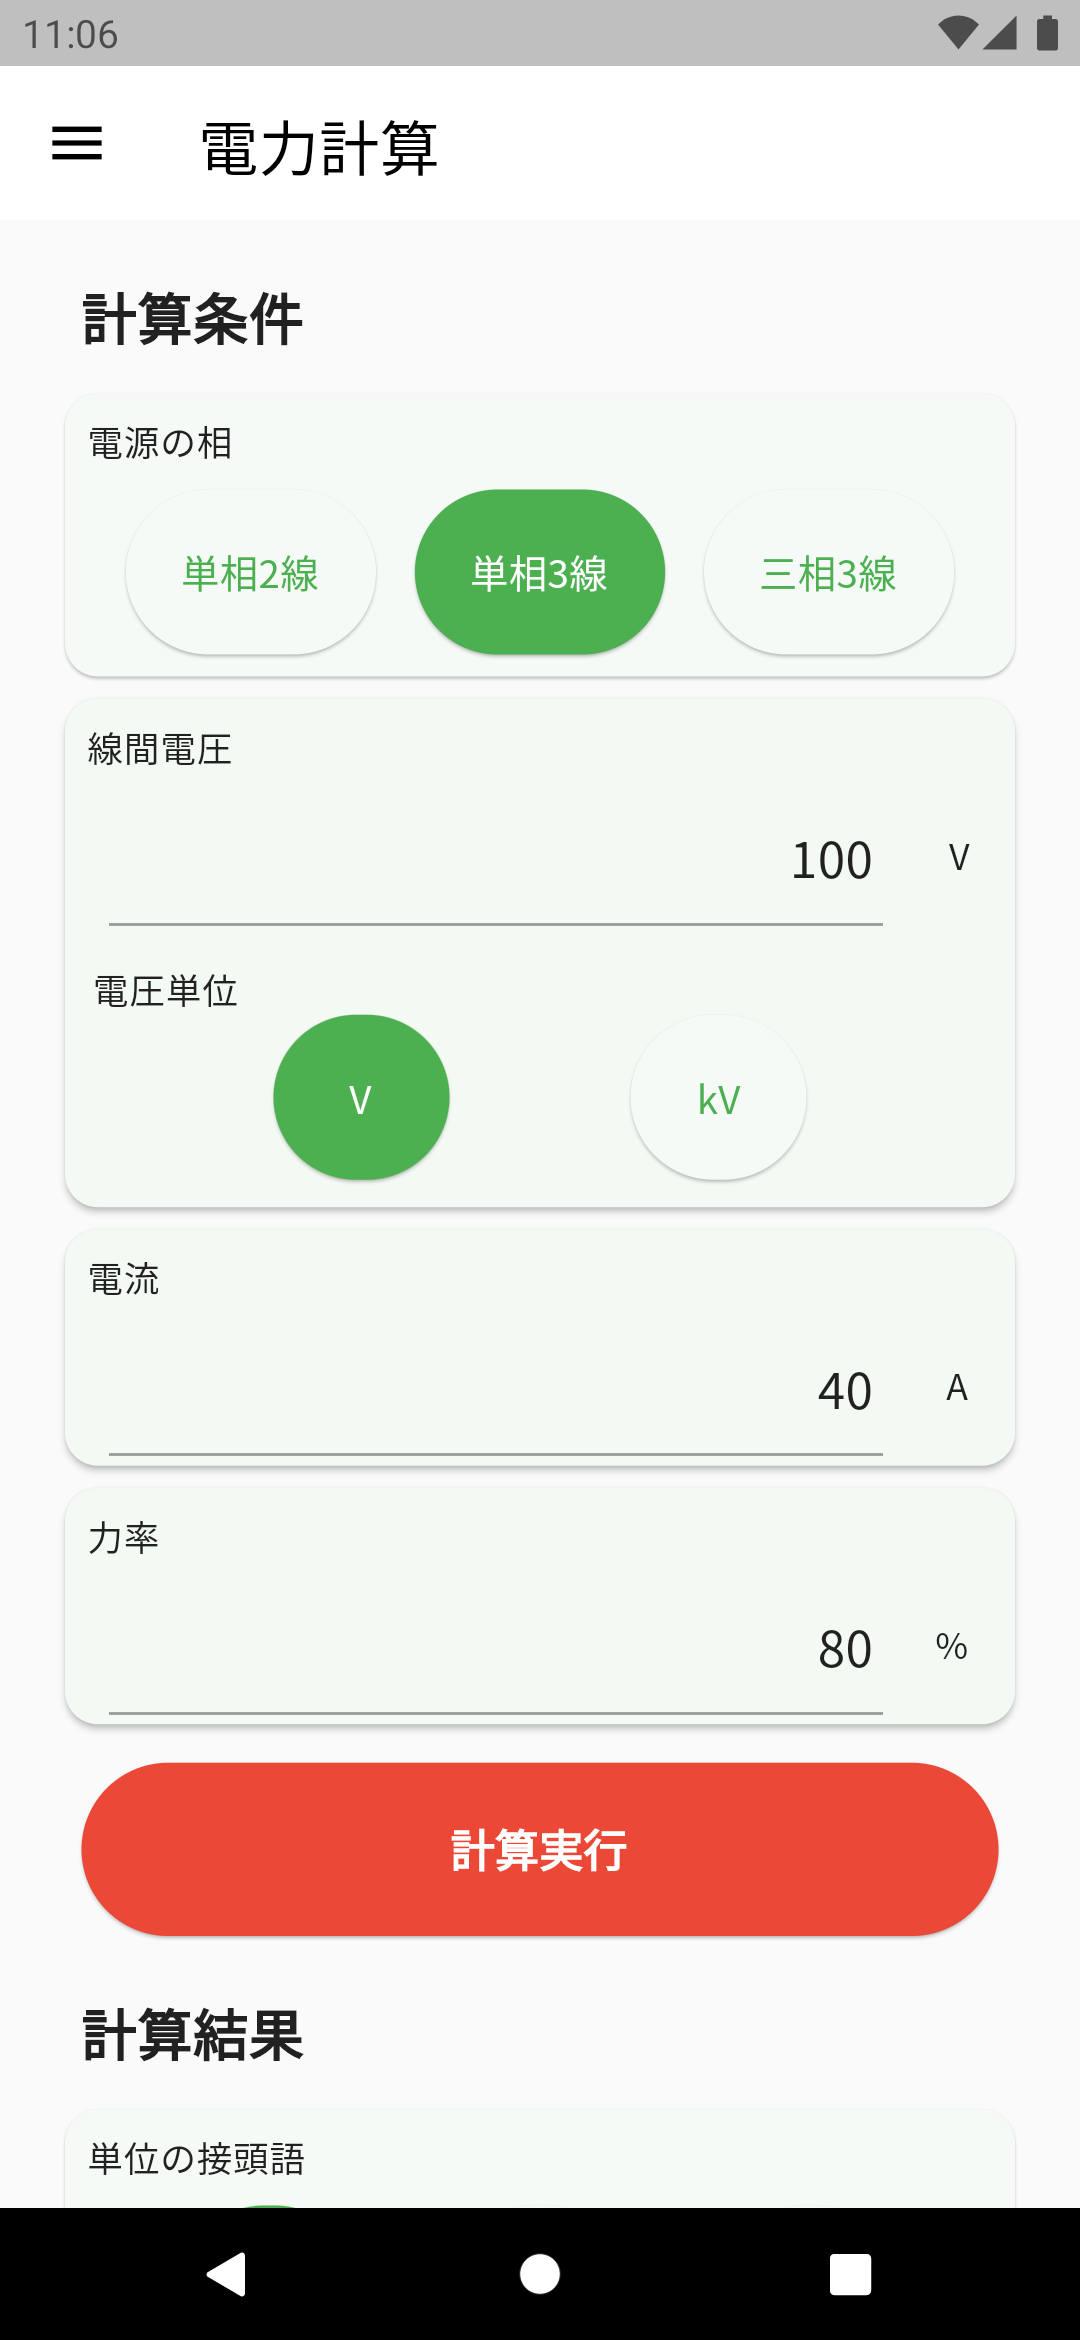 11:06
電力計算
計算条件
電源の相
単相2線 単相3線 三相3線
線間電圧
100 V
電圧単位
V kV
電流
40 A
力率
80 %
計算実行
計算結果
単位の接頭語